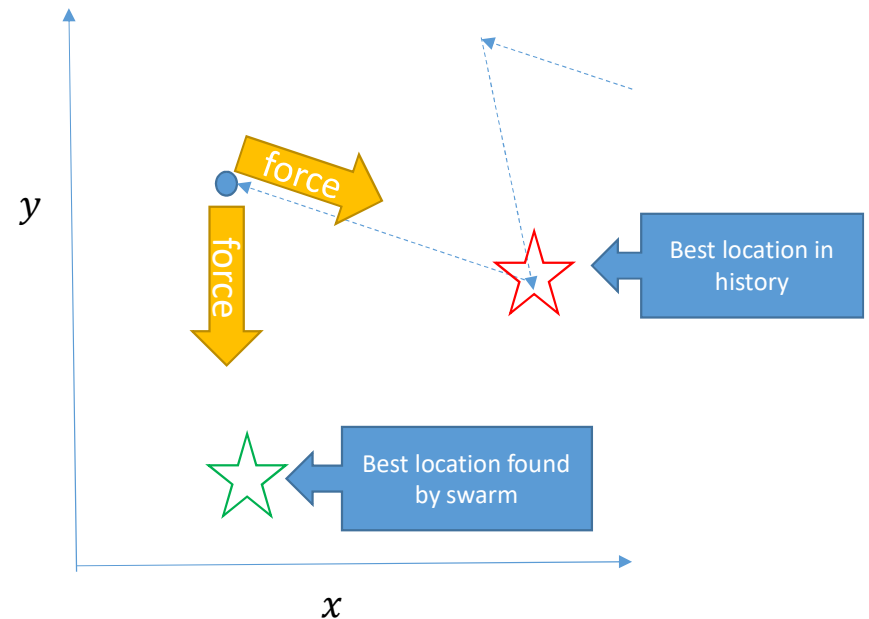 force
y
force
Best location in
history
Best location found
by swarm
x